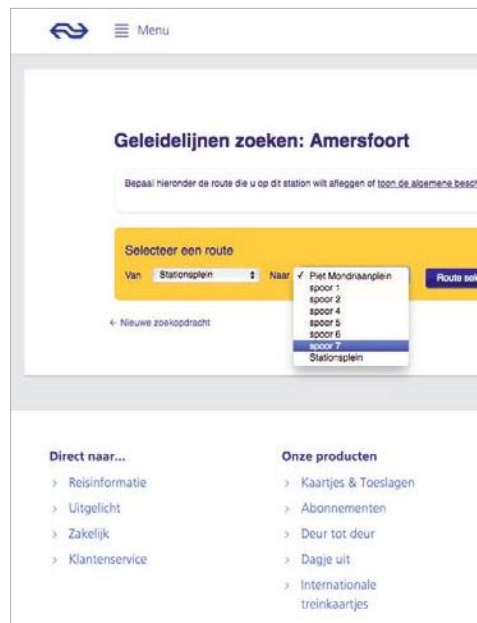 Menu
Geleidelijnen zoeken: Amersfoort
Bepaal hieronder de route die u op dit station wilt afleggen of toon de algemene besch
Selecteer een route
Van Stationsplein Naar ✓ Piet Mondriaanplein Route sele
spoor 1
spoor 2
spoor 4
spoor 5
spoor 6
spoor 7
Stationsplein
← Nieuwe zoekopdracht
Direct naar...
> Reisinformatie
> Uitgelicht
> Zakelijk
> Klantenservice
Onze producten
> Kaartjes & Toeslagen
> Abonnementen
> Deur tot deur
> Dagje uit
> Internationale
treinkaartjes